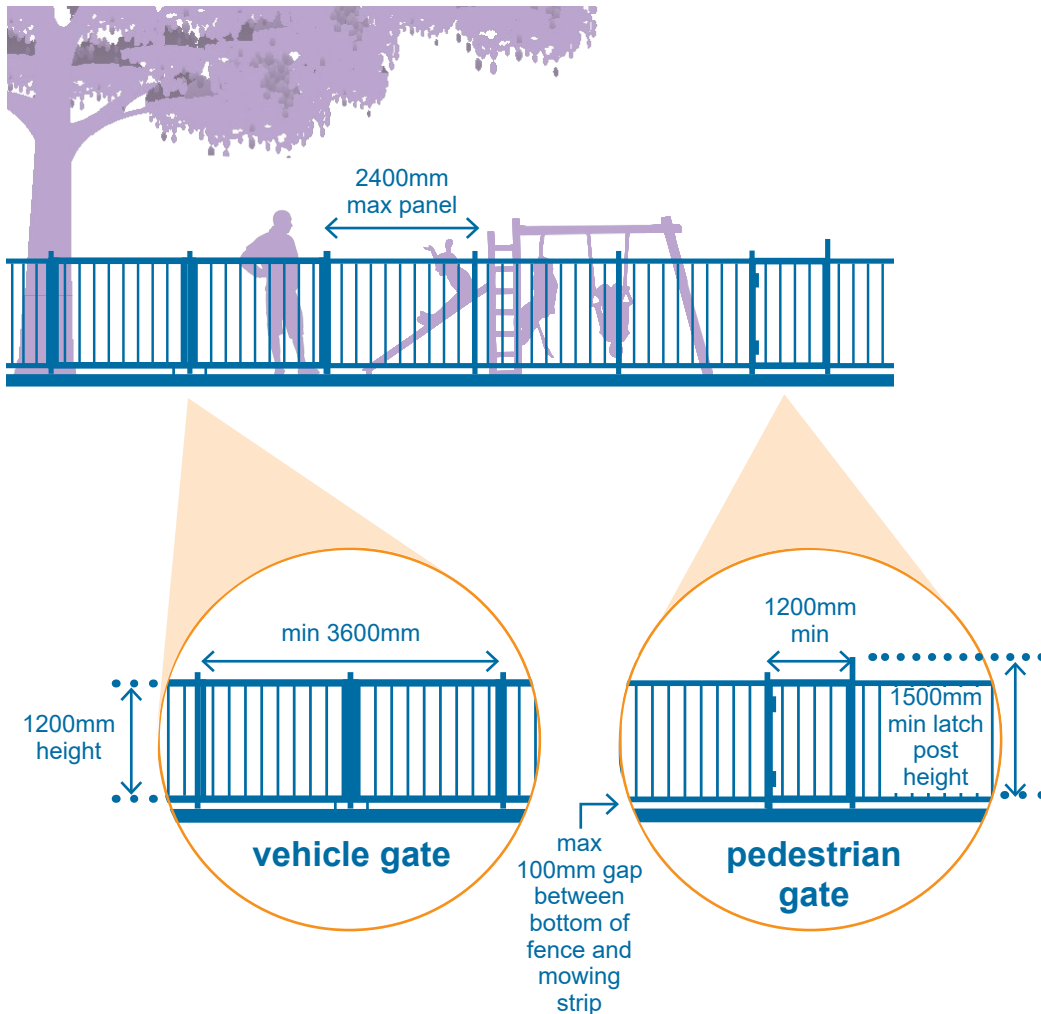 2400mm
max panel
min 3600mm
1200mm
height
vehicle gate
max
100mm gap
between
bottom of
fence and
mowing
strip
1200mm
min
1500mm
min latch
post
height
pedestrian
gate